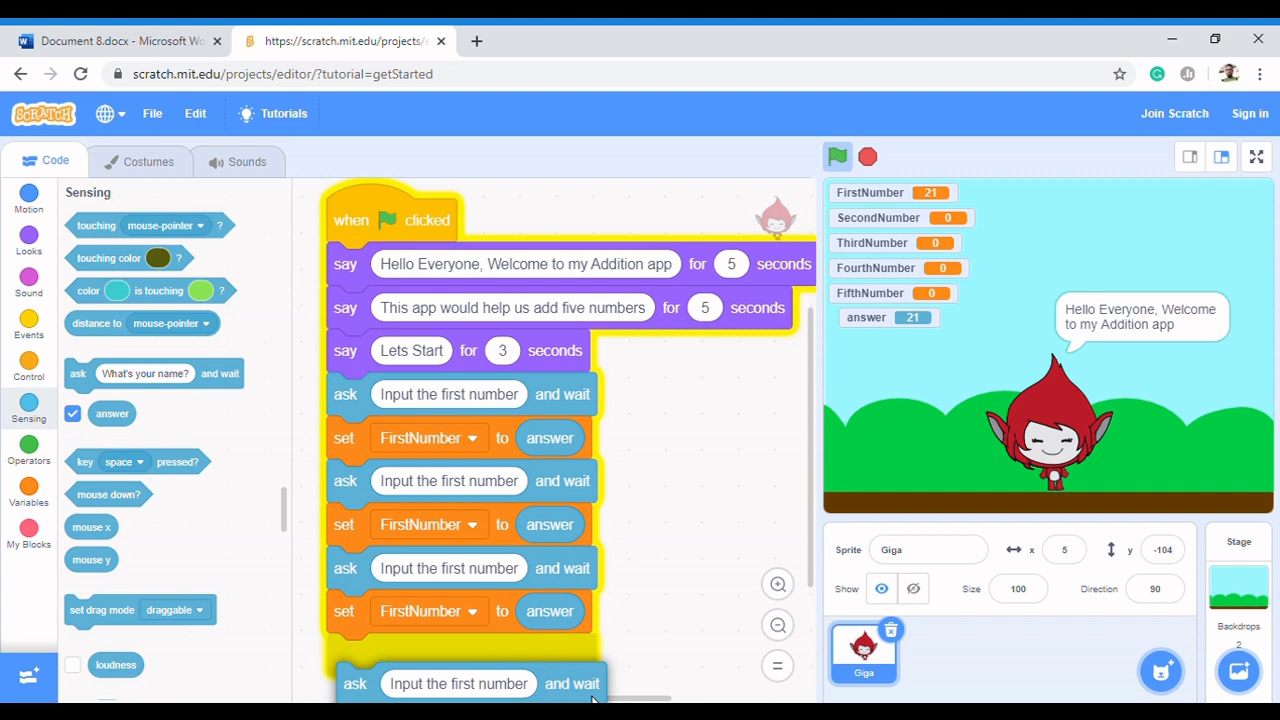 Document 8.docx - Microsoft Wo
https://scratch.mit.edu/projects/e
scratch.mit.edu/projects/editor/?tutorial=getStarted
SCRATCH File Edit Tutorials Join Scratch Sign in
Code Costumes Sounds
Motion
Looks
Sound
Events
Control
Sensing
Operators
Variables
My Blocks
Sensing
touching mouse-pointer ?
touching color ?
color is touching ?
distance to mouse-pointer
ask What's your name? and wait
answer
key space pressed?
mouse down?
mouse x
mouse y
set drag mode draggable
loudness
when clicked
say Hello Everyone, Welcome to my Addition app for 5 seconds
say This app would help us add five numbers for 5 seconds
say Lets Start for 3 seconds
ask Input the first number and wait
set FirstNumber to answer
ask Input the first number and wait
set FirstNumber to answer
ask Input the first number and wait
set FirstNumber to answer
ask Input the first number and wait
FirstNumber 21
SecondNumber 0
ThirdNumber 0
FourthNumber 0
FifthNumber 0
answer 21
Hello Everyone, Welcome
to my Addition app
Sprite Giga x 5 y -104
Show Size 100 Direction 90
Giga
Stage
Backdrops
2